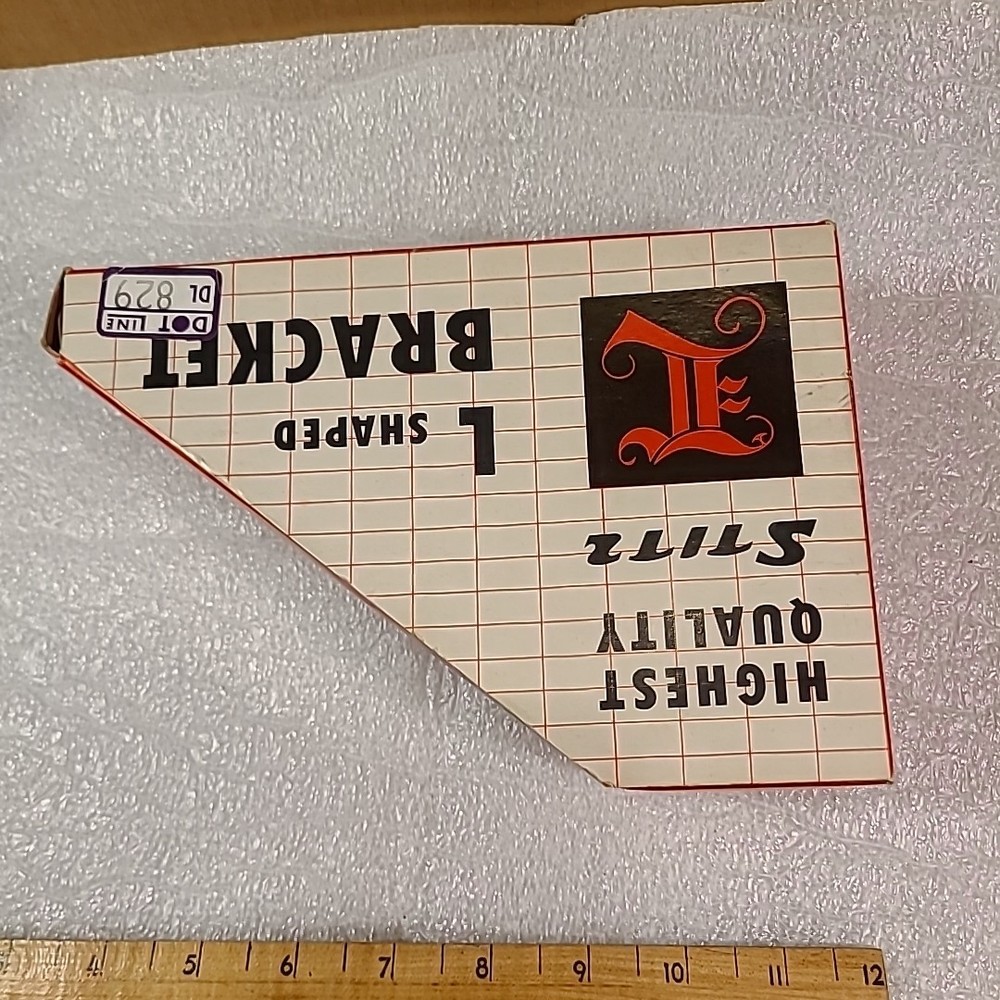 HIGHEST
QUALITY
STITZ
L SHAPED
BRACKET
DOT LINE
DL 829
4 5 6 7 8 9 10 11 12